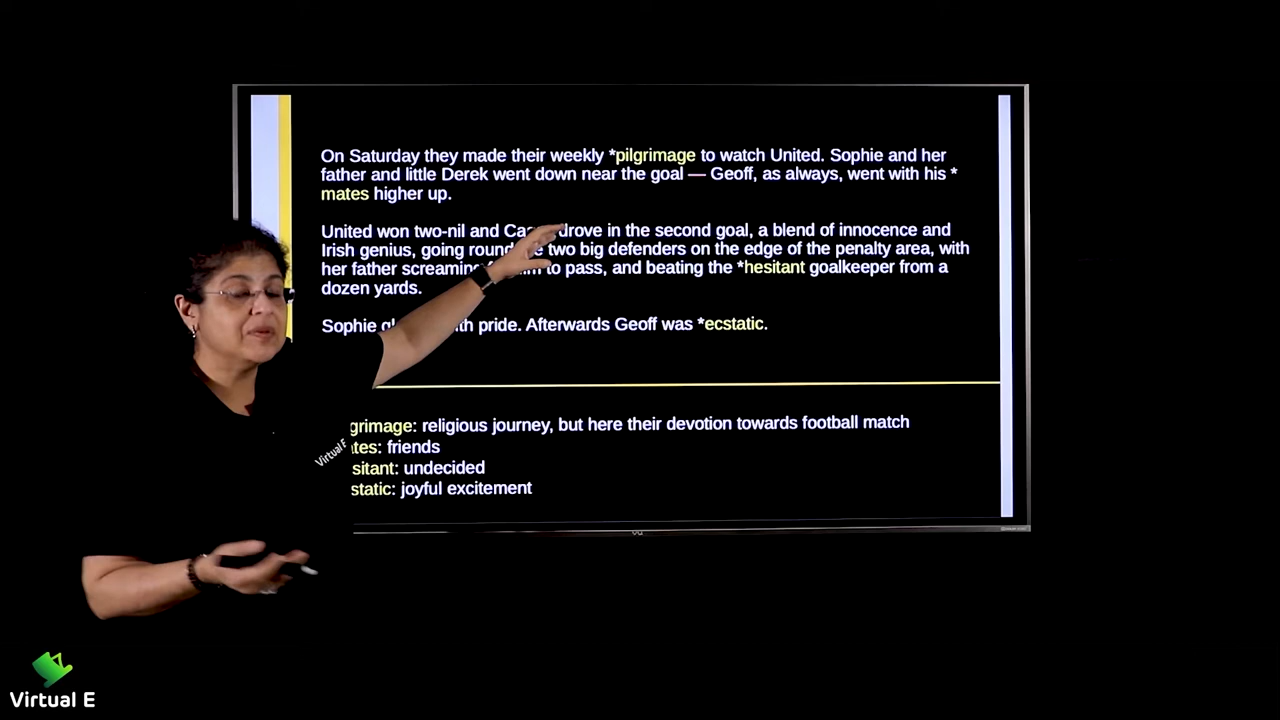 On Saturday they made their weekly *pilgrimage to watch United. Sophie and her
father and little Derek went down near the goal — Geoff, as always, went with his *
mates higher up.
United won two-nil and drove in the second goal, a blend of innocence and
Irish genius, going round two big defenders on the edge of the penalty area, with
her father screaming to pass, and beating the *hesitant goalkeeper from a
dozen yards.
Sophie with pride. Afterwards Geoff was *ecstatic.
grimage: religious journey, but here their devotion towards football match
tes: friends
sitant: undecided
static: joyful excitement
Virtual E
Virtual E